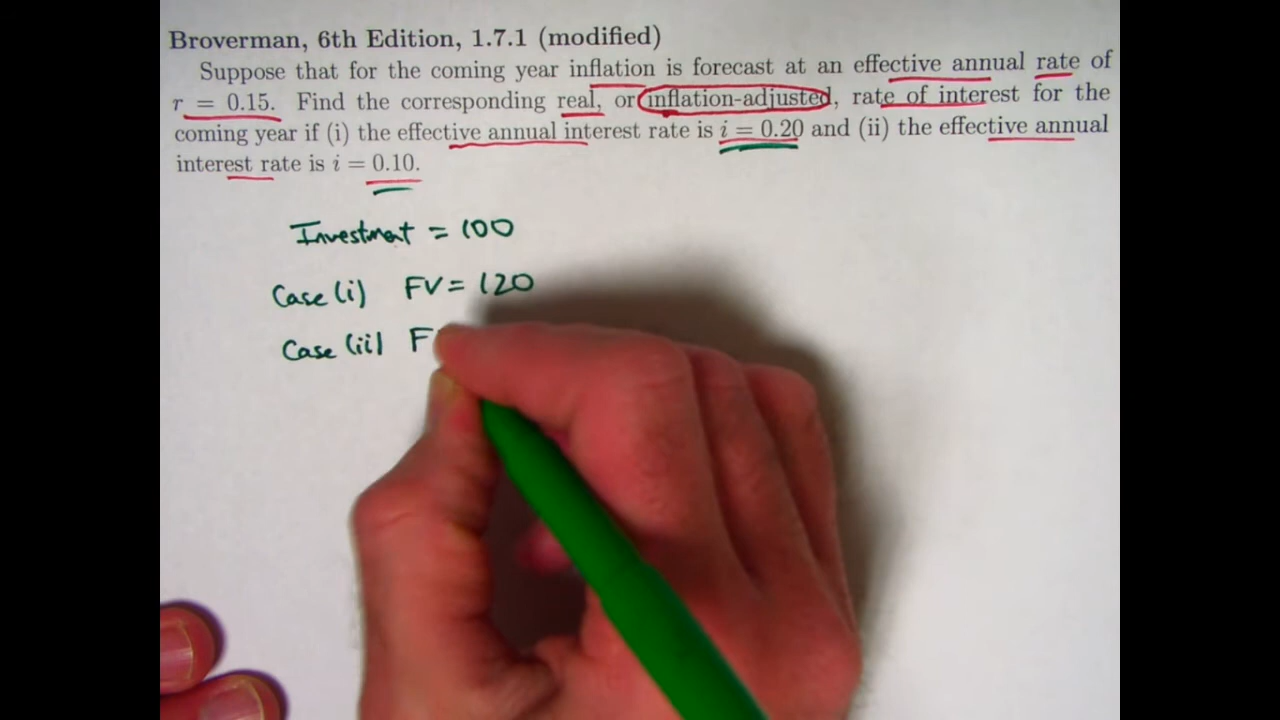 Broverman, 6th Edition, 1.7.1 (modified)
Suppose that for the coming year inflation is forecast at an effective annual rate of
r = 0.15. Find the corresponding real, or inflation-adjusted, rate of interest for the
coming year if (i) the effective annual interest rate is i = 0.20 and (ii) the effective annual
interest rate is i = 0.10.
Investment = 100
Case (i) FV = 120
Case (ii) F